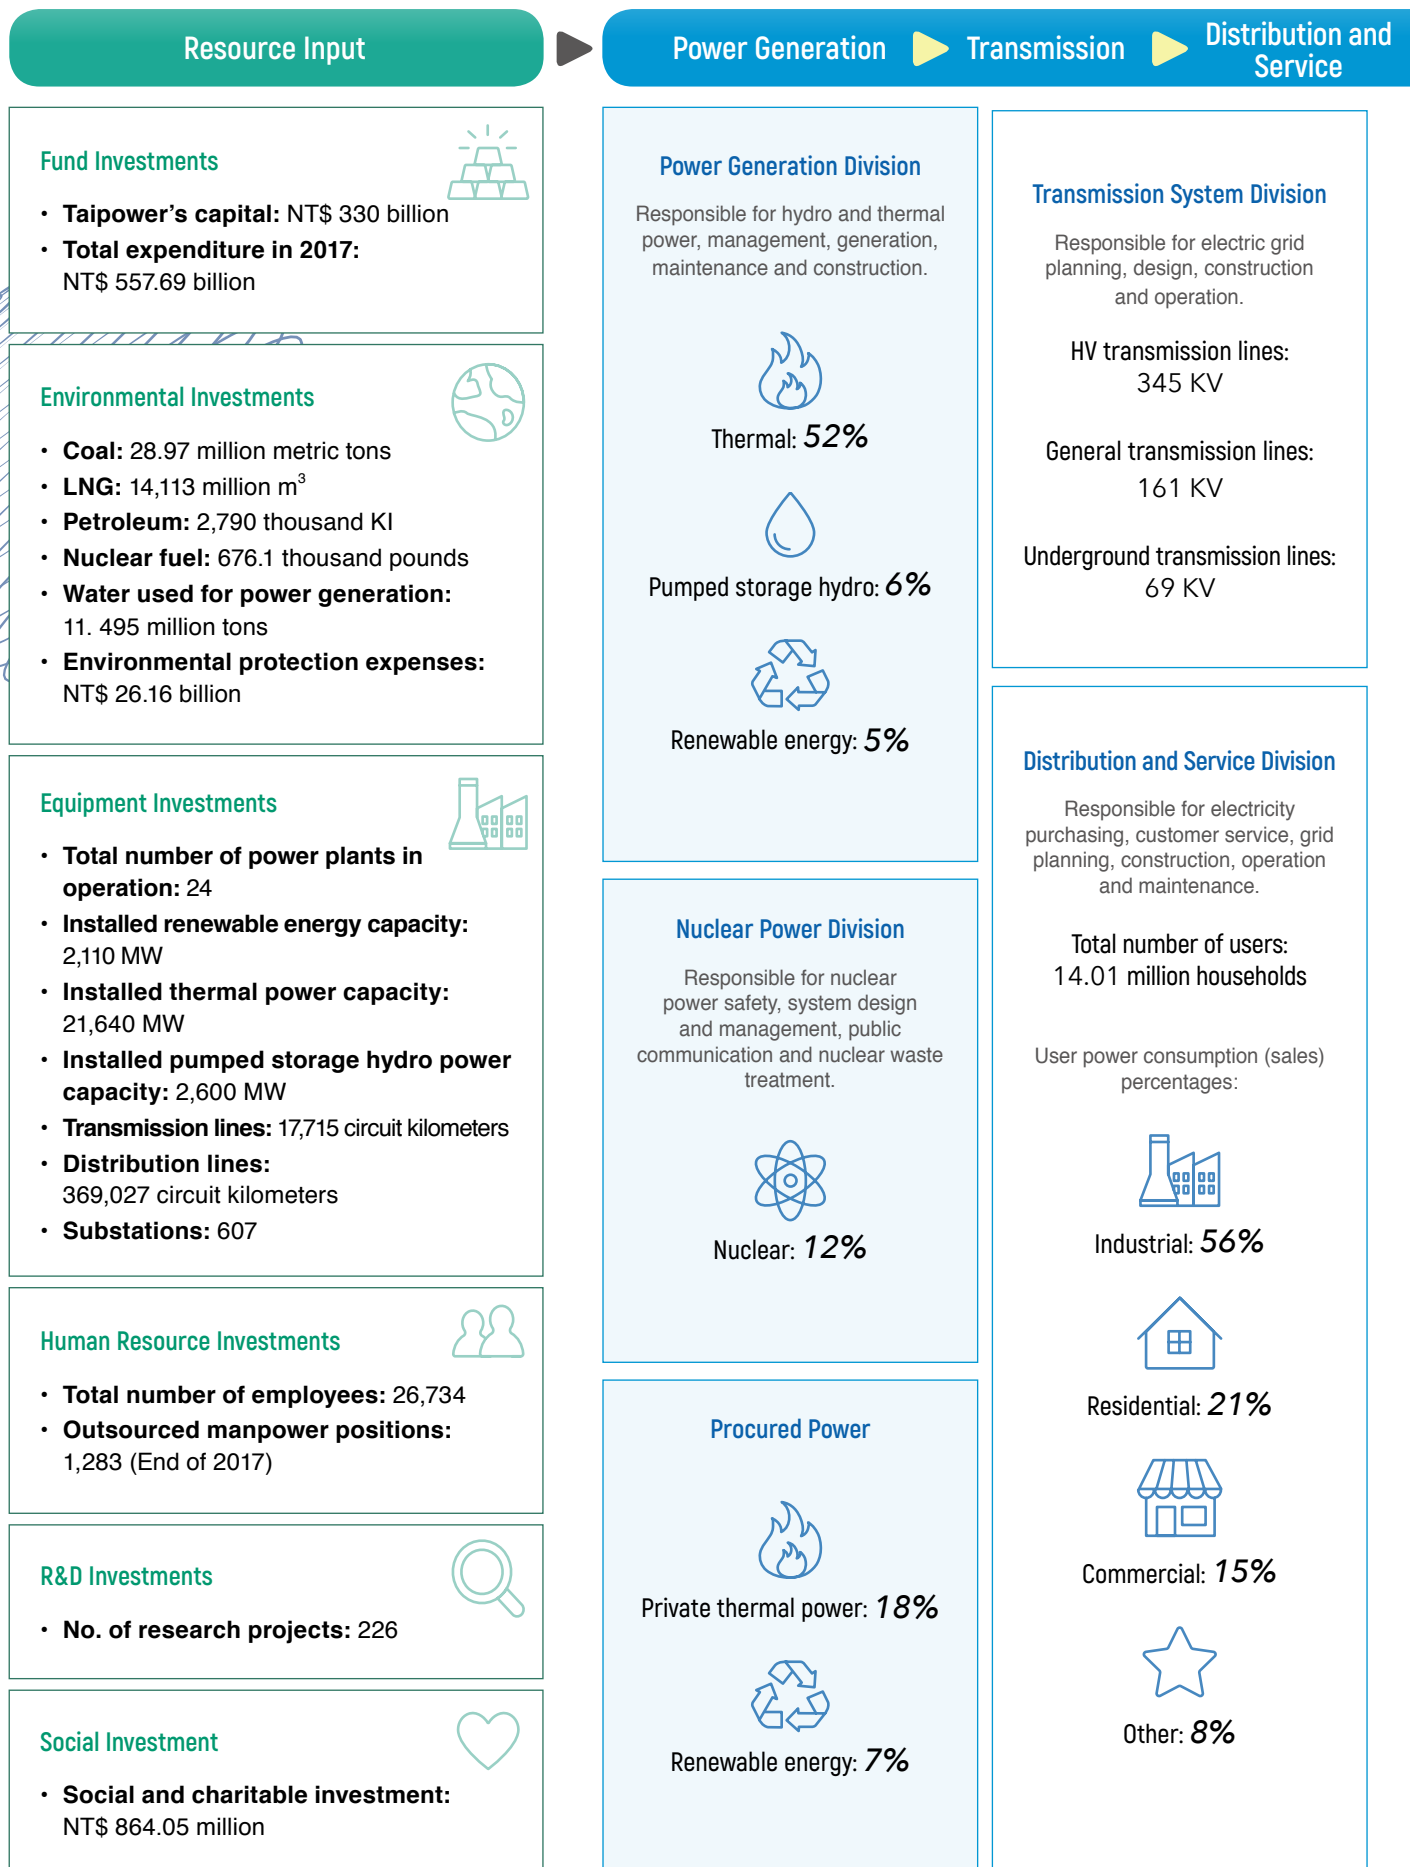 Resource Input
Power Generation
Transmission
Distribution and
Service
Fund Investments
• Taipower's capital: NT$ 330 billion
• Total expenditure in 2017:
NT$ 557.69 billion
Environmental Investments
• Coal: 28.97 million metric tons
• LNG: 14,113 million m³
• Petroleum: 2,790 thousand KI
• Nuclear fuel: 676.1 thousand pounds
• Water used for power generation:
11. 495 million tons
• Environmental protection expenses:
NT$ 26.16 billion
Equipment Investments
• Total number of power plants in
operation: 24
• Installed renewable energy capacity:
2,110 MW
• Installed thermal power capacity:
21,640 MW
• Installed pumped storage hydro power
capacity: 2,600 MW
• Transmission lines: 17,715 circuit kilometers
• Distribution lines:
369,027 circuit kilometers
• Substations: 607
Human Resource Investments
• Total number of employees: 26,734
• Outsourced manpower positions:
1,283 (End of 2017)
R&D Investments
• No. of research projects: 226
Social Investment
• Social and charitable investment:
NT$ 864.05 million
Power Generation Division
Responsible for hydro and thermal
power, management, generation,
maintenance and construction.
Thermal: 52%
Pumped storage hydro: 6%
Renewable energy: 5%
Nuclear Power Division
Responsible for nuclear
power safety, system design
and management, public
communication and nuclear waste
treatment.
Nuclear: 12%
Procured Power
Private thermal power: 18%
Renewable energy: 7%
Transmission System Division
Responsible for electric grid
planning, design, construction
and operation.
HV transmission lines:
345 KV
General transmission lines:
161 KV
Underground transmission lines:
69 KV
Distribution and Service Division
Responsible for electricity
purchasing, customer service, grid
planning, construction, operation
and maintenance.
Total number of users:
14.01 million households
User power consumption (sales)
percentages:
Industrial: 56%
Residential: 21%
Commercial: 15%
Other: 8%